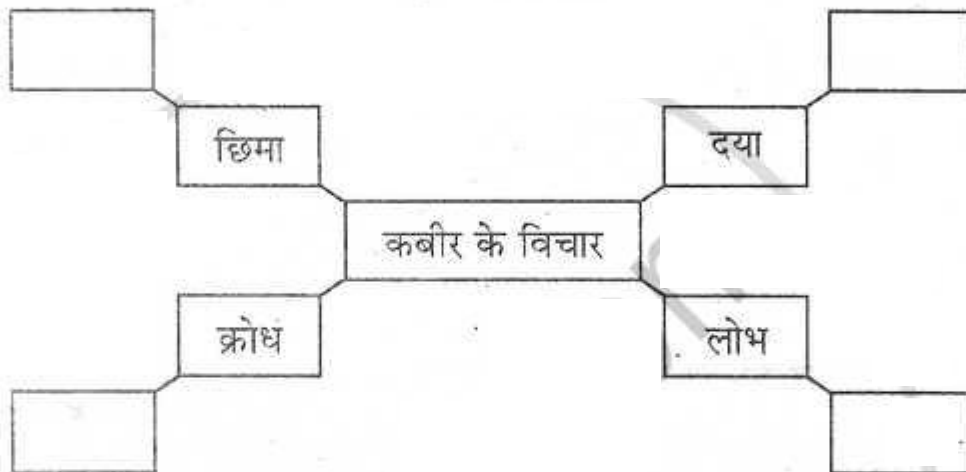 छिमा
दया
कबीर के विचार
क्रोध
लोभ